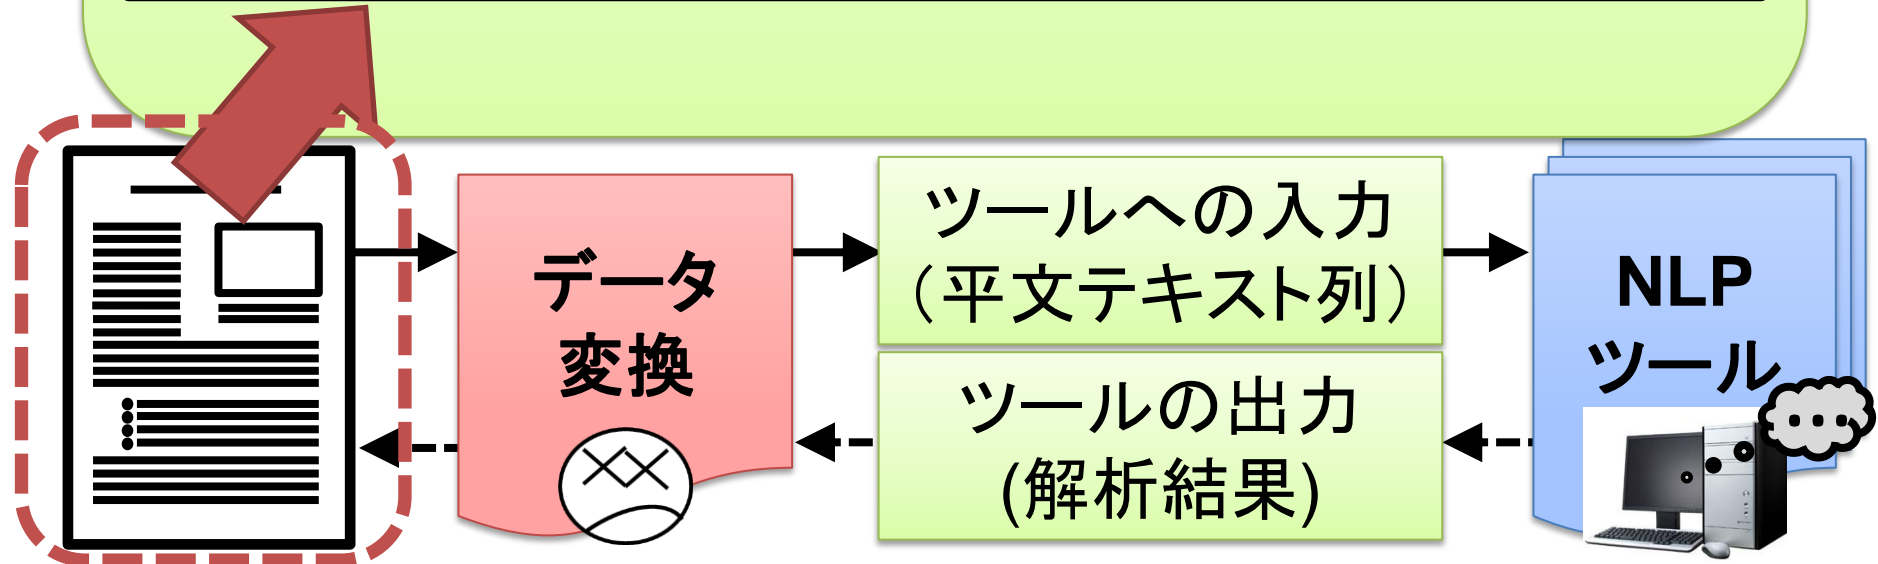 データ
変換
ツールへの入力
（平文テキスト列）
ツールの出力
(解析結果)
NLP
ツール
...